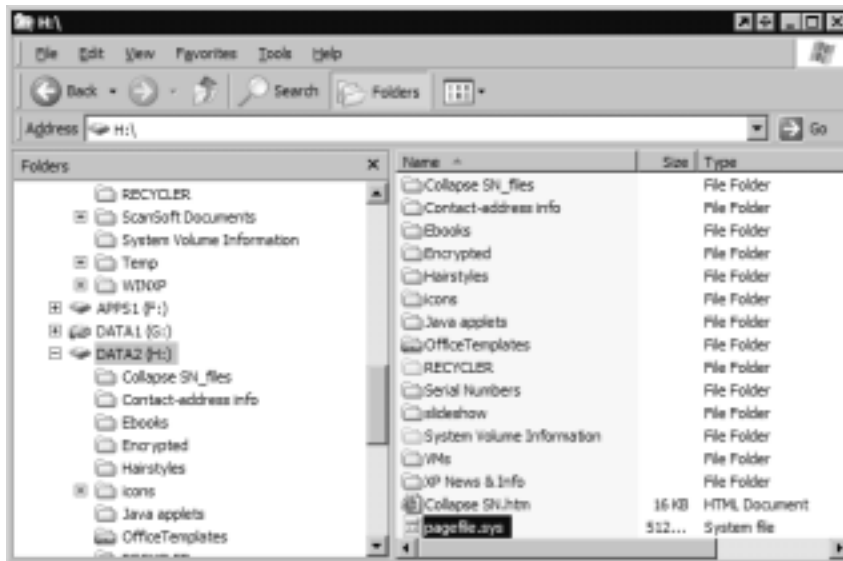 H:\
File Edit View Favorites Tools Help
Back Search Folders
Address H:\ Go
Folders
RECYCLER
ScanSoft Documents
System Volume Information
Temp
WINXP
APPS1 (F:)
DATA1 (G:)
DATA2 (H:)
Collapse SN_files
Contact-address info
Ebooks
Encrypted
Hairstyles
icons
Java applets
OfficeTemplates
RECYCLER
Name Size Type
Collapse SN_files File Folder
Contact-address info File Folder
Ebooks File Folder
Encrypted File Folder
Hairstyles File Folder
icons File Folder
Java applets File Folder
OfficeTemplates File Folder
RECYCLER File Folder
Serial Numbers File Folder
slideshow File Folder
System Volume Information File Folder
VMs File Folder
XP News & Info File Folder
Collapse SN.htm 16 KB HTML Document
pagefile.sys 512... System file